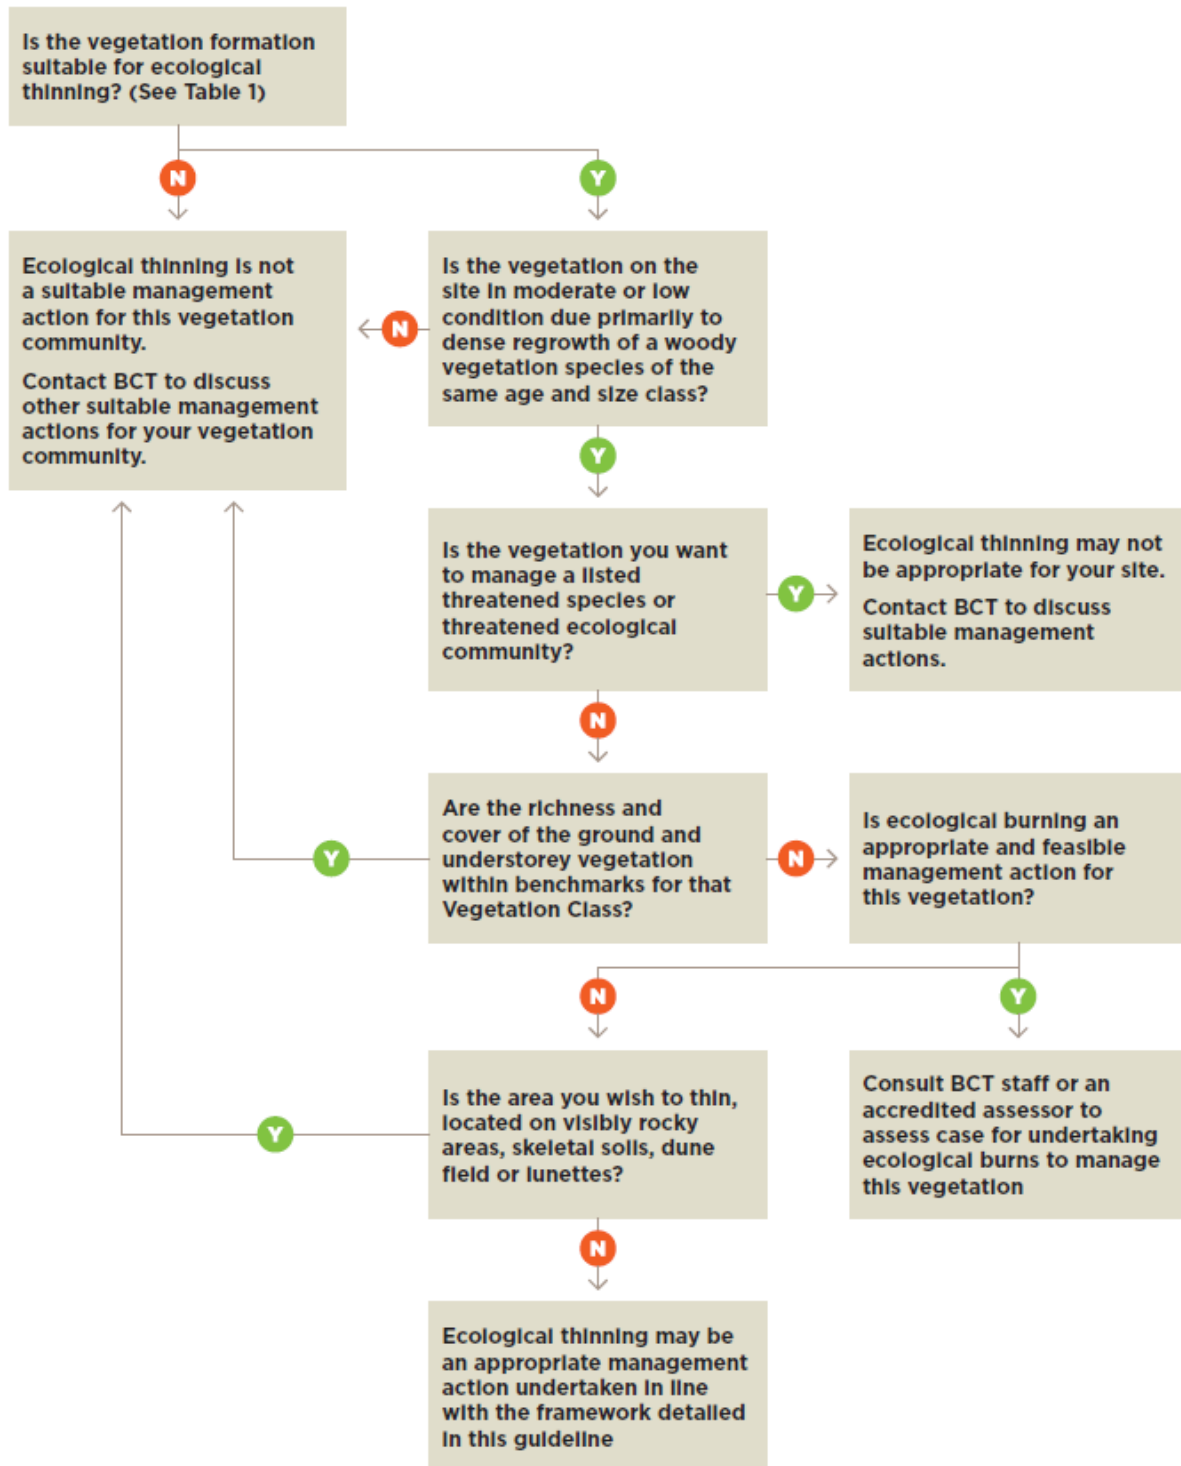 Is the vegetation formation
suitable for ecological
thinning? (See Table 1)
N
Y
Ecological thinning is not
a suitable management
action for this vegetation
community.
Contact BCT to discuss
other suitable management
actions for your vegetation
community.
N
Is the vegetation on the
site in moderate or low
condition due primarily to
dense regrowth of a woody
vegetation species of the
same age and size class?
Y
Is the vegetation you want
to manage a listed
threatened species or
threatened ecological
community?
Y
Ecological thinning may not
be appropriate for your site.
Contact BCT to discuss
suitable management
actions.
N
Y
Are the richness and
cover of the ground and
understorey vegetation
within benchmarks for that
Vegetation Class?
N
Is ecological burning an
appropriate and feasible
management action for
this vegetation?
N
Y
Y
Is the area you wish to thin,
located on visibly rocky
areas, skeletal soils, dune
field or lunettes?
Consult BCT staff or an
accredited assessor to
assess case for undertaking
ecological burns to manage
this vegetation
N
Ecological thinning may be
an appropriate management
action undertaken in line
with the framework detailed
in this guideline